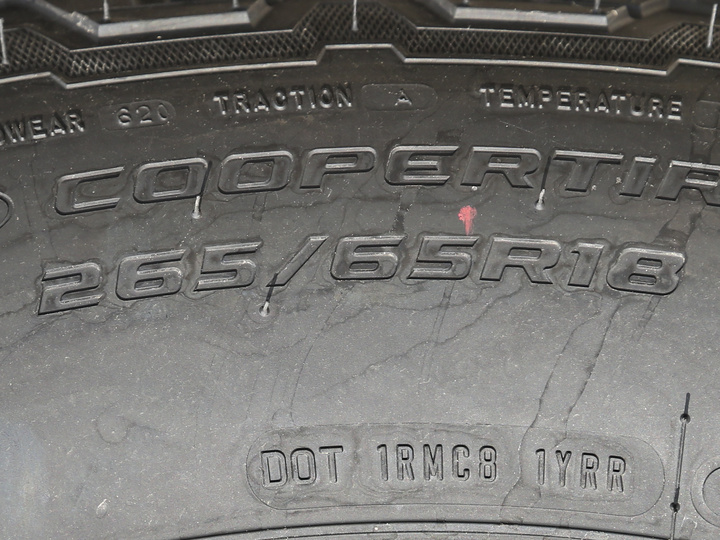 WEAR 620 TRACTION A TEMPERATURE
COOPERTIR
265/65R18
DOT 1RMC8 1YRR